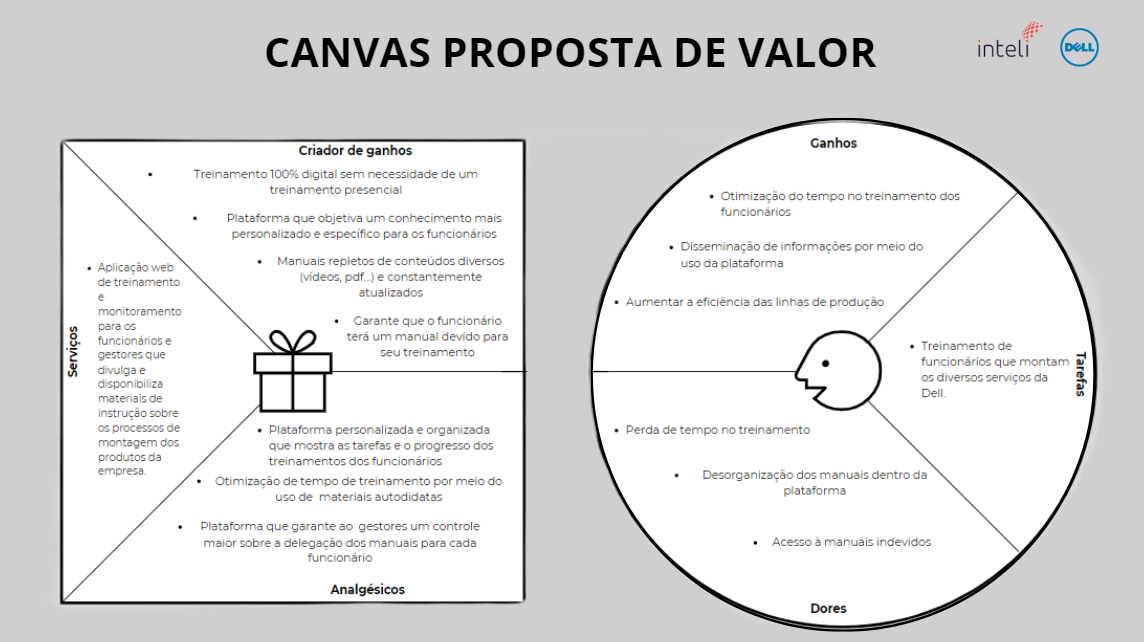 CANVAS PROPOSTA DE VALOR
inteli
DELL
Criador de ganhos
• Treinamento 100% digital sem necessidade de um
treinamento presencial
• Plataforma que objetiva um conhecimento mais
personalizado e específico para os funcionários
• Manuais repletos de conteúdos diversos
(vídeos, pdf...) e constantemente
atualizados
• Garante que o funcionário
terá um manual devido para
seu treinamento
Serviços
• Aplicação web
de treinamento
e
monitoramento
para os
funcionários e
gestores que
divulga e
disponibiliza
materiais de
instrução sobre
os processos de
montagem dos
produtos da
empresa.
• Plataforma personalizada e organizada
que mostra as tarefas e o progresso dos
treinamentos dos funcionários
• Otimização de tempo de treinamento por meio do
uso de materiais autodidatas
• Plataforma que garante ao gestores um controle
maior sobre a delegação dos manuais para cada
funcionário
Analgésicos
Ganhos
• Otimização do tempo no treinamento dos
funcionários
• Disseminação de informações por meio do
uso da plataforma
• Aumentar a eficiência das linhas de produção
• Treinamento de
funcionários que montam
os diversos serviços da
Dell.
Tarefas
• Perda de tempo no treinamento
• Desorganização dos manuais dentro da
plataforma
• Acesso à manuais indevidos
Dores